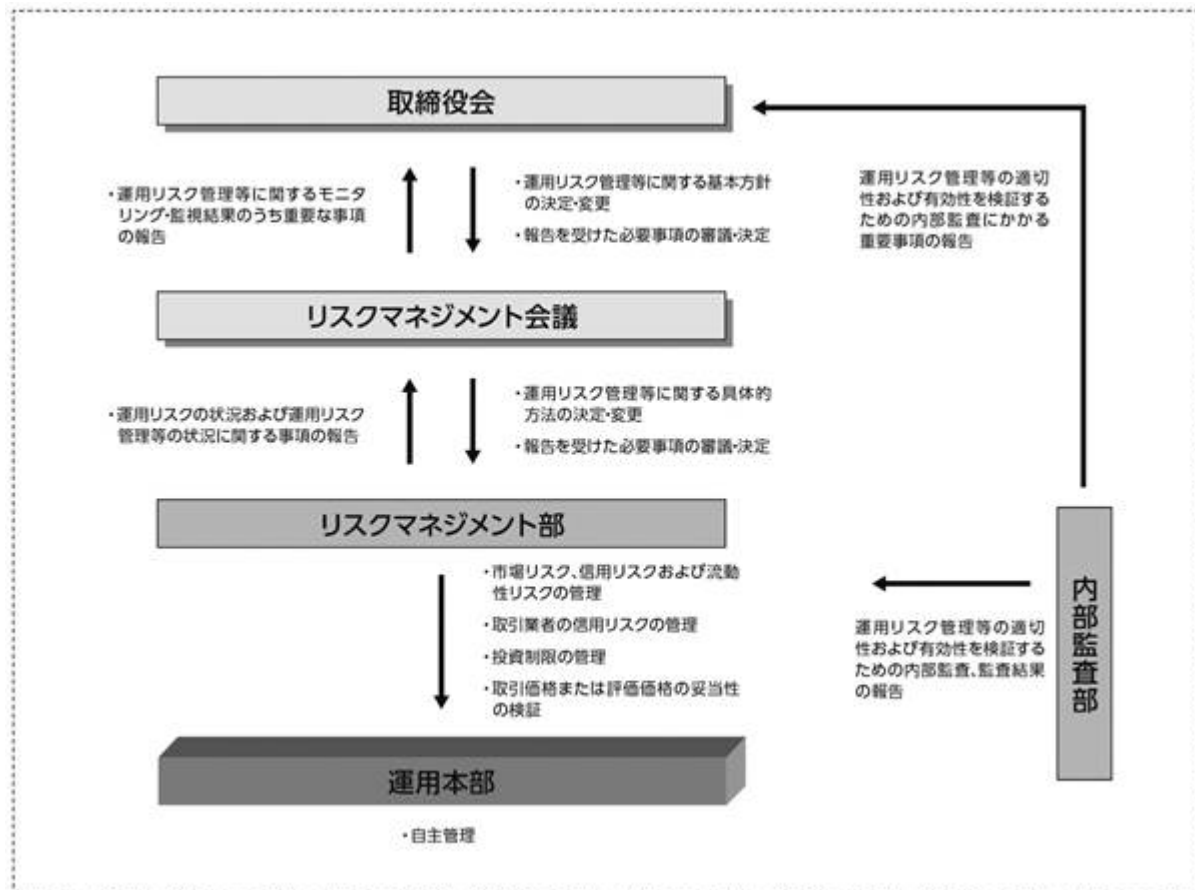 取締役会
・運用リスク管理等に関するモニタ
リング・監視結果のうち重要な事項
の報告
・運用リスク管理等に関する基本方針
の決定・変更
・報告を受けた必要事項の審議・決定
運用リスク管理等の適切
性および有効性を検証する
ための内部監査にかかる
重要事項の報告
リスクマネジメント会議
・運用リスクの状況および運用リスク
管理等の状況に関する事項の報告
・運用リスク管理等に関する具体的
方法の決定・変更
・報告を受けた必要事項の審議・決定
リスクマネジメント部
・市場リスク、信用リスクおよび流動
性リスクの管理
・取引業者の信用リスクの管理
・投資制限の管理
・取引価格または評価価格の妥当性
の検証
運用リスク管理等の適切
性および有効性を検証する
ための内部監査、監査結果
の報告
内部監査部
運用本部
・自主管理